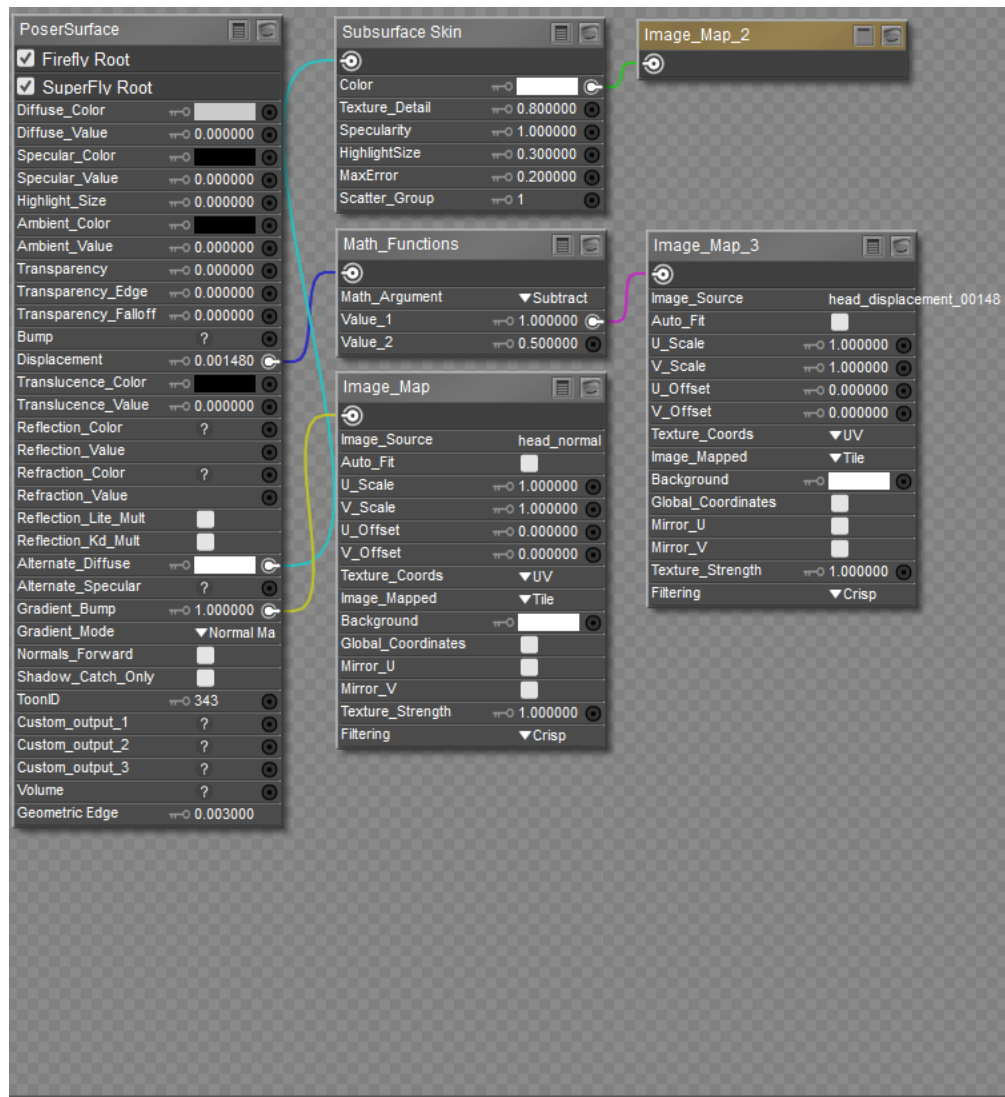 PoserSurface
Firefly Root
SuperFly Root
Diffuse_Color
Diffuse_Value 0.000000
Specular_Color
Specular_Value 0.000000
Highlight_Size 0.000000
Ambient_Color
Ambient_Value 0.000000
Transparency 0.000000
Transparency_Edge 0.000000
Transparency_Falloff 0.000000
Bump ?
Displacement 0.001480
Translucence_Color
Translucence_Value 0.000000
Reflection_Color ?
Reflection_Value
Refraction_Color ?
Refraction_Value
Reflection_Lite_Mult
Reflection_Kd_Mult
Alternate_Diffuse
Alternate_Specular ?
Gradient_Bump 1.000000
Gradient_Mode Normal Ma
Normals_Forward
Shadow_Catch_Only
ToonID 343
Custom_output_1 ?
Custom_output_2 ?
Custom_output_3 ?
Volume ?
Geometric Edge 0.003000
Subsurface Skin
Color
Texture_Detail 0.800000
Specularity 1.000000
HighlightSize 0.300000
MaxError 0.200000
Scatter_Group 1
Math_Functions
Math_Argument Subtract
Value_1 1.000000
Value_2 0.500000
Image_Map
Image_Source head_normal
Auto_Fit
U_Scale 1.000000
V_Scale 1.000000
U_Offset 0.000000
V_Offset 0.000000
Texture_Coords UV
Image_Mapped Tile
Background
Global_Coordinates
Mirror_U
Mirror_V
Texture_Strength 1.000000
Filtering Crisp
Image_Map_2
Image_Map_3
Image_Source head_displacement_00148
Auto_Fit
U_Scale 1.000000
V_Scale 1.000000
U_Offset 0.000000
V_Offset 0.000000
Texture_Coords UV
Image_Mapped Tile
Background
Global_Coordinates
Mirror_U
Mirror_V
Texture_Strength 1.000000
Filtering Crisp